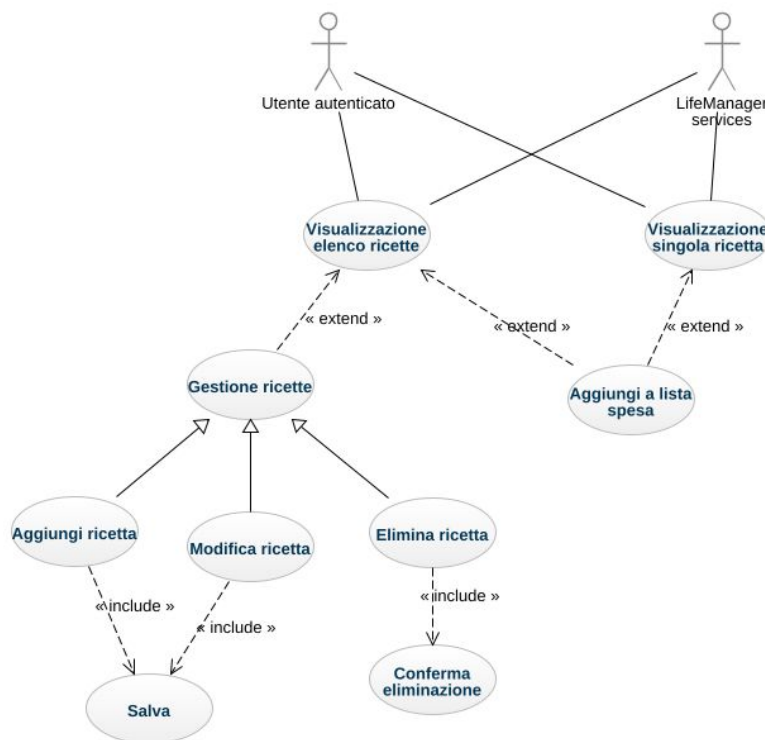 Utente autenticato
LifeManager
services
Visualizzazione
elenco ricette
Visualizzazione
singola ricetta
« extend »
« extend »
« extend »
Gestione ricette
Aggiungi a lista
spesa
Aggiungi ricetta
Modifica ricetta
Elimina ricetta
« include »
« include »
« include »
Salva
Conferma
eliminazione